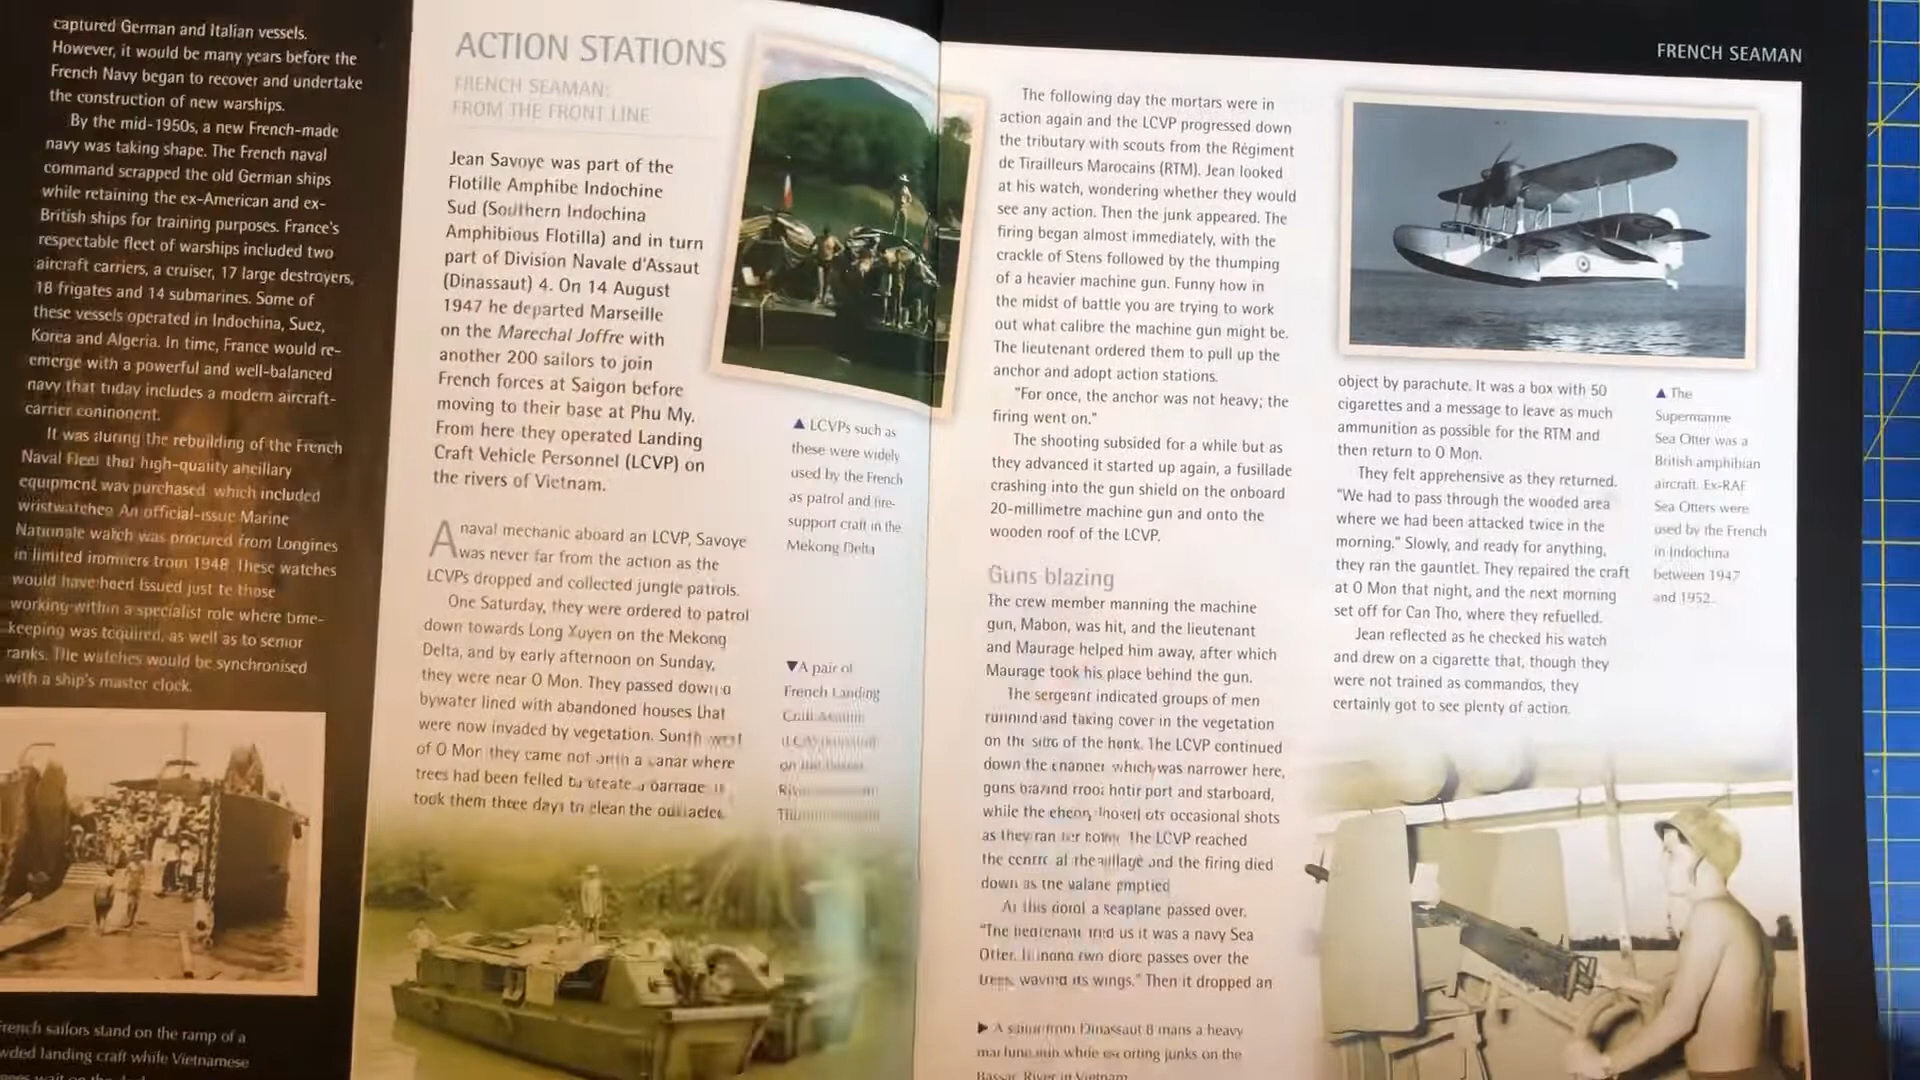 captured German and Italian vessels.
However, it would be many years before the
French Navy began to recover and undertake
the construction of new warships.
By the mid-1950s, a new French-made
navy was taking shape. The French naval
command scrapped the old German ships
while retaining the ex-American and ex-
British ships for training purposes. France's
respectable fleet of warships included two
aircraft carriers, a cruiser, 17 large destroyers,
18 frigates and 14 submarines. Some of
these vessels operated in Indochina, Suez,
Korea and Algeria. In time, France would re-
emerge with a powerful and well-balanced
navy that today includes a modern aircraft-
carrier
It was during the rebuilding of the French
Naval Fleet that high-quality ancillary
equipment purchased which included
An official-issue Marine
Nationale watch was procured from Longines
in limited from 1948 These watches
would have issued just to those
working within a specialist role where time-
keeping was required, as well as to senior
ranks. The watches would be synchronised
with a ship's master clock.
French sailors stand on the ramp of a
landing craft while Vietnamese
ACTION STATIONS
FRENCH SEAMAN:
FROM THE FRONT LINE
Jean Savoye was part of the
Flotille Amphibe Indochine
Sud (Southern Indochina
Amphibious Flotilla) and in turn
part of Division Navale d'Assaut
(Dinassaut) 4. On 14 August
1947 he departed Marseille
on the Marechal Joffre with
another 200 sailors to join
French forces at Saigon before
moving to their base at Phu My.
From here they operated Landing
Craft Vehicle Personnel (LCVP) on
the rivers of Vietnam.
A naval mechanic aboard an LCVP, Savoye
was never far from the action as the
LCVPs dropped and collected jungle patrols.
One Saturday, they were ordered to patrol
down towards Long Xuyen on the Mekong
Delta, and by early afternoon on Sunday,
they were near O Mon. They passed down a
bywater lined with abandoned houses that
were now invaded by vegetation.
of O Mon they came where
trees had been felled
took them three days to
▲ LCVPs such as
these were widely
used by the French
as patrol and fire-
support craft in the
Mekong Delta
▼ A pair of
French Landing
The following day the mortars were in
action again and the LCVP progressed down
the tributary with scouts from the Régiment
de Tirailleurs Marocains (RTM). Jean looked
at his watch, wondering whether they would
see any action. Then the junk appeared. The
firing began almost immediately, with the
crackle of Stens followed by the thumping
of a heavier machine gun. Funny how in
the midst of battle you are trying to work
out what calibre the machine gun might be.
The lieutenant ordered them to pull up the
anchor and adopt action stations.
"For once, the anchor was not heavy; the
firing went on."
The shooting subsided for a while but as
they advanced it started up again, a fusillade
crashing into the gun shield on the onboard
20-millimetre machine gun and onto the
wooden roof of the LCVP.
Guns blazing
The crew member manning the machine
gun, Mabon, was hit, and the lieutenant
and Maurage helped him away, after which
Maurage took his place behind the gun.
The sergeant indicated groups of men
and taking cover in the vegetation
on the of the The LCVP continued
down the which was narrower here,
guns port and starboard,
while the occasional shots
as they ran The LCVP reached
the and the firing died
down as the
At this a seaplane passed over.
us it was a navy Sea
passes over the
its wings." Then it dropped an
▶ A from Dinassaut 8 mans a heavy
while escorting junks on the
River in Vietnam
FRENCH SEAMAN
object by parachute. It was a box with 50
cigarettes and a message to leave as much
ammunition as possible for the RTM and
then return to O Mon.
They felt apprehensive as they returned.
"We had to pass through the wooded area
where we had been attacked twice in the
morning." Slowly, and ready for anything,
they ran the gauntlet. They repaired the craft
at O Mon that night, and the next morning
set off for Can Tho, where they refuelled.
Jean reflected as he checked his watch
and drew on a cigarette that, though they
were not trained as commandos, they
certainly got to see plenty of action.
▲ The
Supermarine
Sea Otter was a
British amphibian
aircraft. Ex-RAF
Sea Otters were
used by the French
in Indochina
between 1947
and 1952.